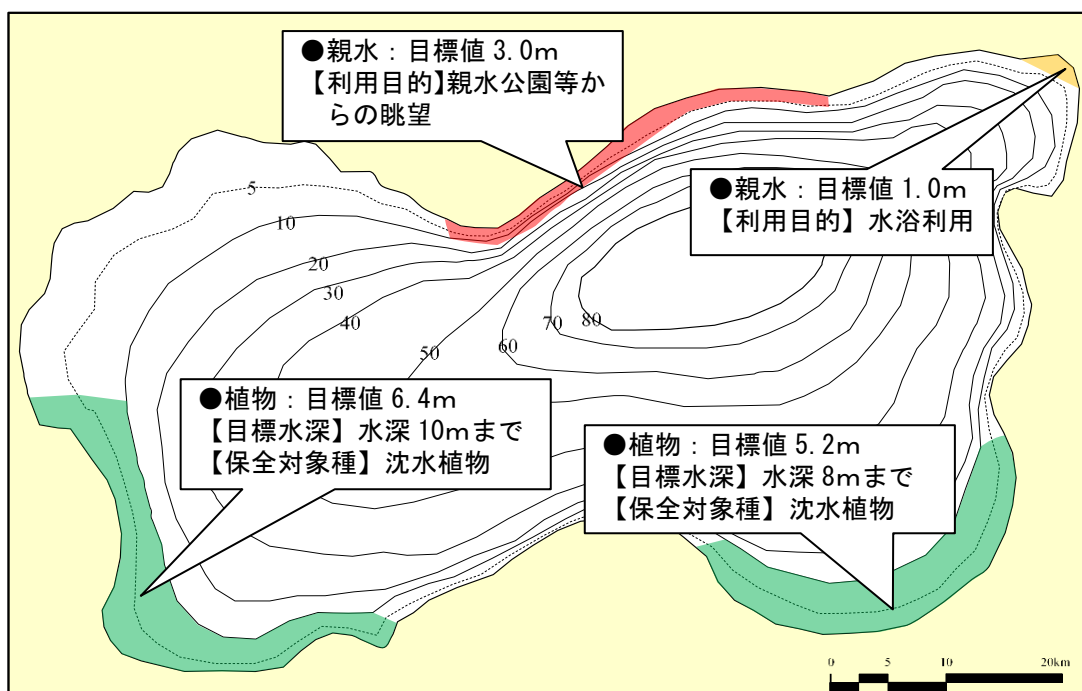 ●親水：目標値 3.0m
【利用目的】親水公園等か
らの眺望
●親水：目標値 1.0m
【利用目的】水浴利用
5
10
20
30
40
50
60
70
80
●植物：目標値 6.4m
【目標水深】水深 10mまで
【保全対象種】沈水植物
●植物：目標値 5.2m
【目標水深】水深 8mまで
【保全対象種】沈水植物
0 5 10 20km